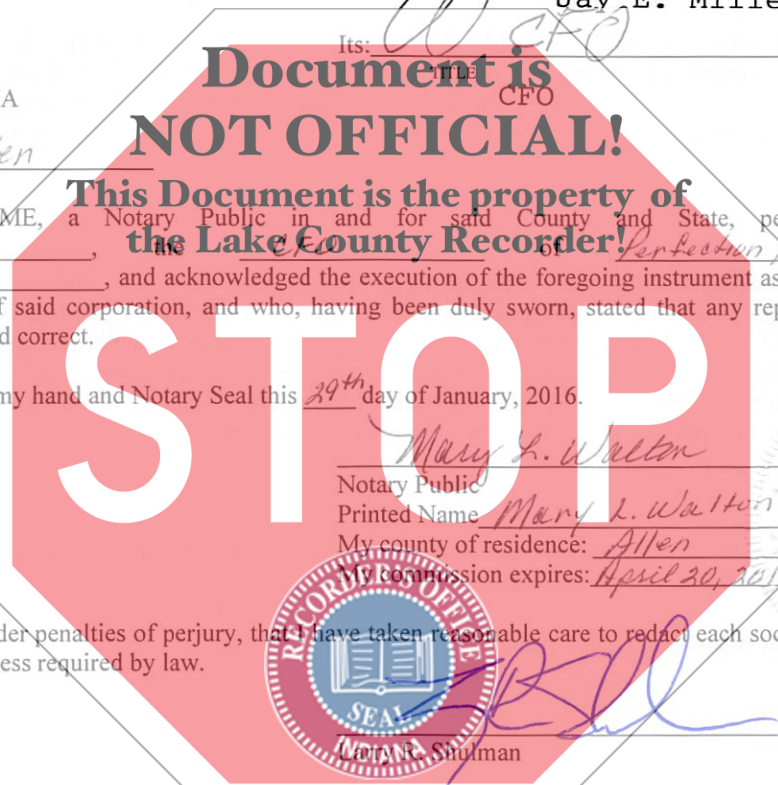 Jay E. Mille
Its: CFO
TITLE
CFO
Document is
NOT OFFICIAL!
This Document is the property of
the Lake County Recorder!
A
en
ME, a Notary Public in and for said County and State, pe
, the CFO of Perfection
, and acknowledged the execution of the foregoing instrument as
f said corporation, and who, having been duly sworn, stated that any rep
d correct.
STOP
my hand and Notary Seal this 29th day of January, 2016.
Mary L. Walton
Notary Public
Printed Name Mary L. Walton
My county of residence: Allen
My commission expires: April 20, 201
RECORDER'S OFFICE
SEAL
INDIANA
der penalties of perjury, that I have taken reasonable care to redact each soc
ess required by law.
Larry R. Shulman